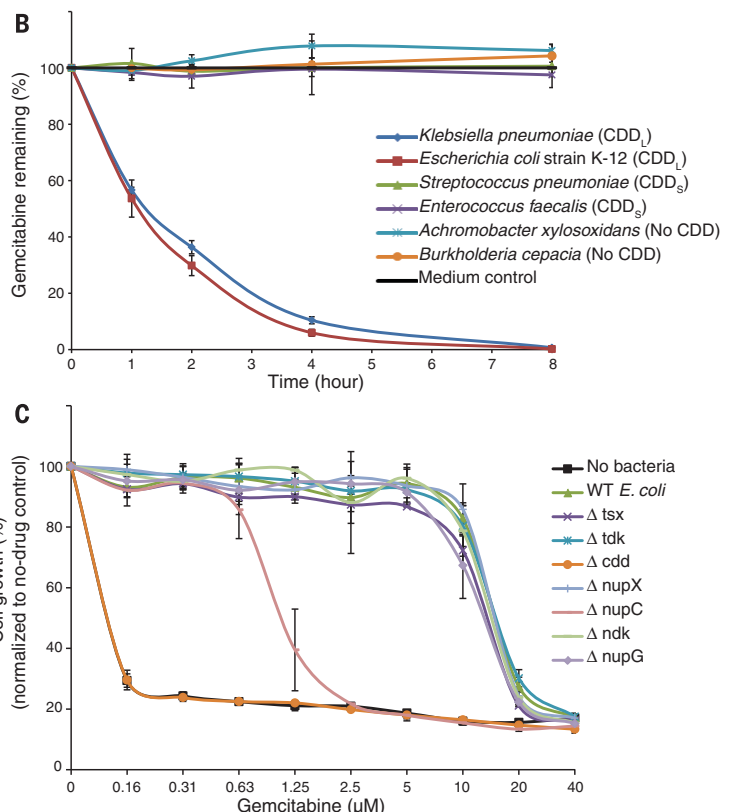 B
Gemcitabine remaining (%)
100
80
60
40
20
0
Klebsiella pneumoniae (CDDL)
Escherichia coli strain K-12 (CDDL)
Streptococcus pneumoniae (CDDS)
Enterococcus faecalis (CDDS)
Achromobacter xylosoxidans (No CDD)
Burkholderia cepacia (No CDD)
Medium control
0 1 2 3 4 5 6 7 8
Time (hour)
C
growth (%)
(normalized to no-drug control)
100
80
60
40
20
0
No bacteria
WT E. coli
Δ tsx
Δ tdk
Δ cdd
Δ nupX
Δ nupC
Δ ndk
Δ nupG
0 0.16 0.31 0.63 1.25 2.5 5 10 20 40
Gemcitabine (µM)